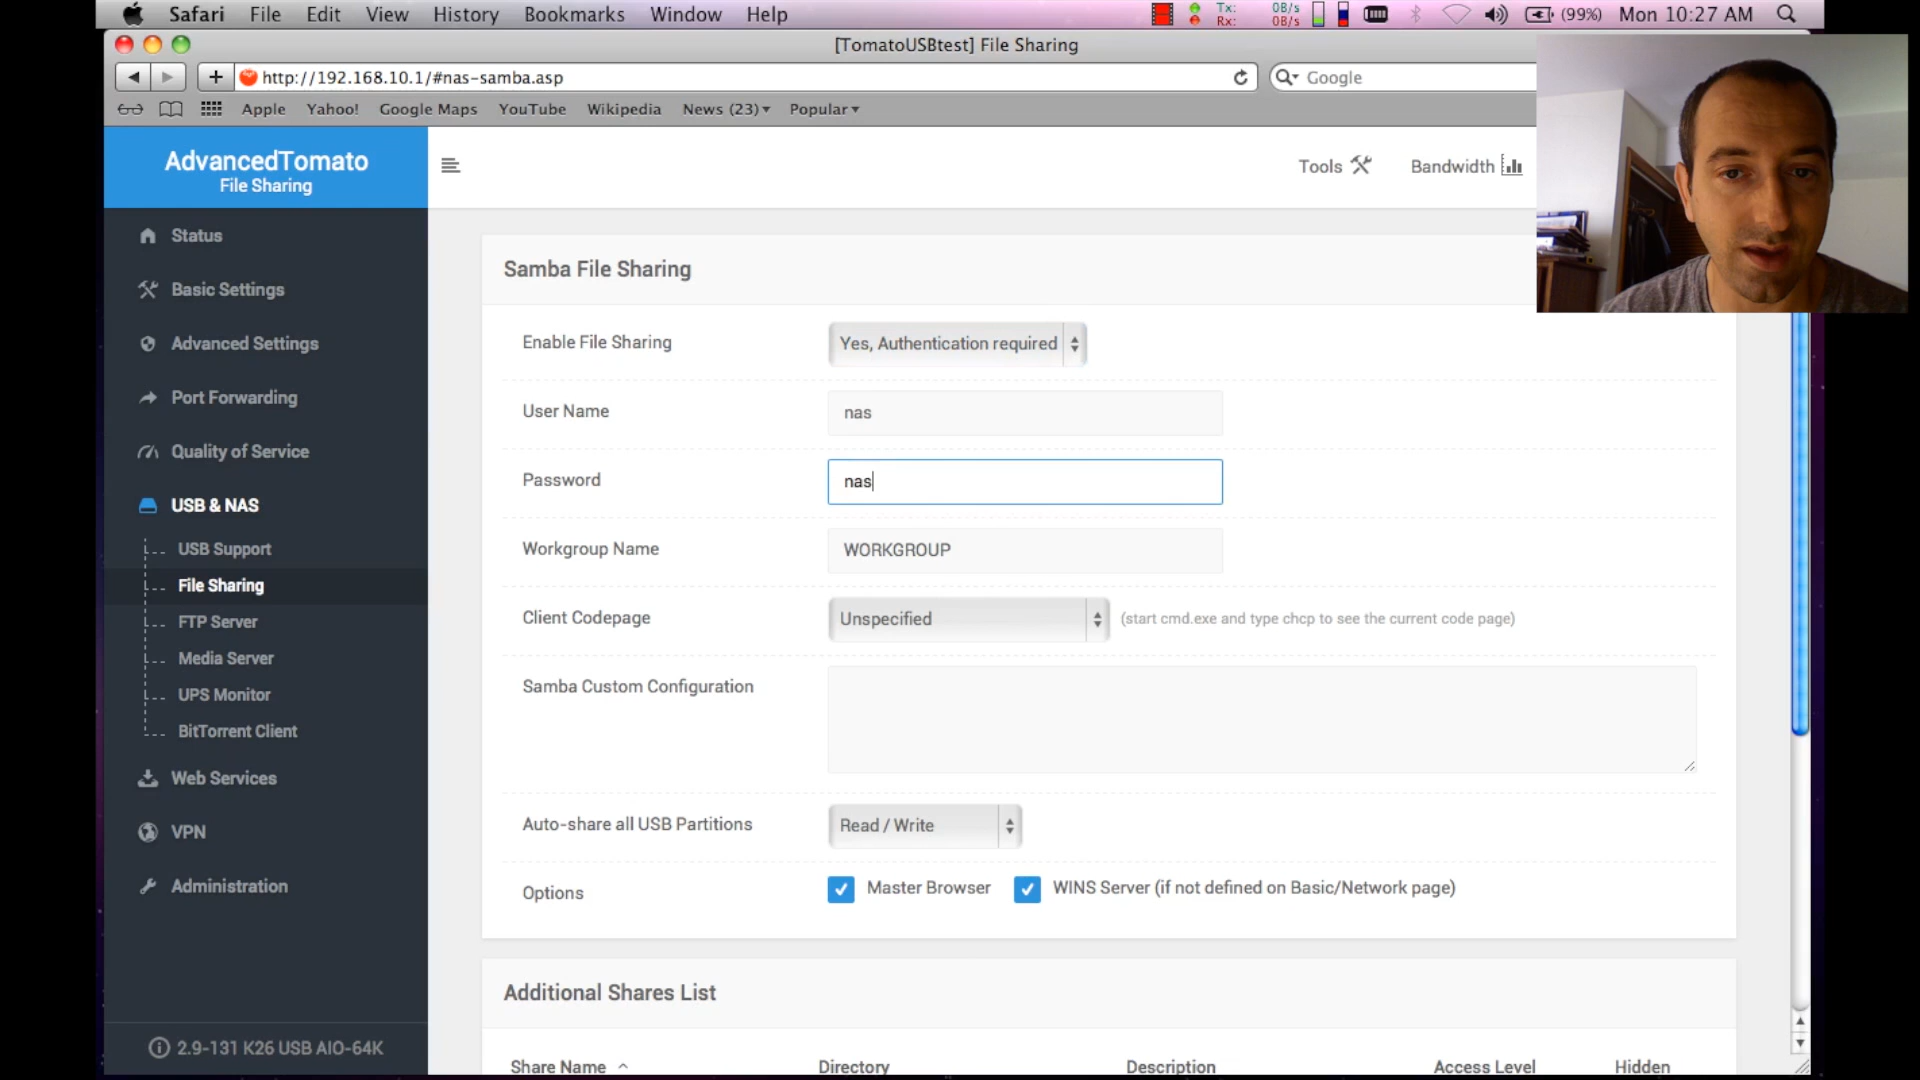 Safari File Edit View History Bookmarks Window Help Tx: 0B/s Rx: 0B/s (99%) Mon 10:27 AM
[TomatoUSBtest] File Sharing
http://192.168.10.1/#nas-samba.asp Google
Apple Yahoo! Google Maps YouTube Wikipedia News (23)▾ Popular▾
AdvancedTomato
File Sharing
Tools Bandwidth
Status
Basic Settings
Advanced Settings
Port Forwarding
Quality of Service
USB & NAS
USB Support
File Sharing
FTP Server
Media Server
UPS Monitor
BitTorrent Client
Web Services
VPN
Administration
2.9-131 K26 USB AIO-64K
Samba File Sharing
Enable File Sharing Yes, Authentication required
User Name nas
Password nas
Workgroup Name WORKGROUP
Client Codepage Unspecified (start cmd.exe and type chcp to see the current code page)
Samba Custom Configuration
Auto-share all USB Partitions Read / Write
Options Master Browser WINS Server (if not defined on Basic/Network page)
Additional Shares List
Share Name Directory Description Access Level Hidden